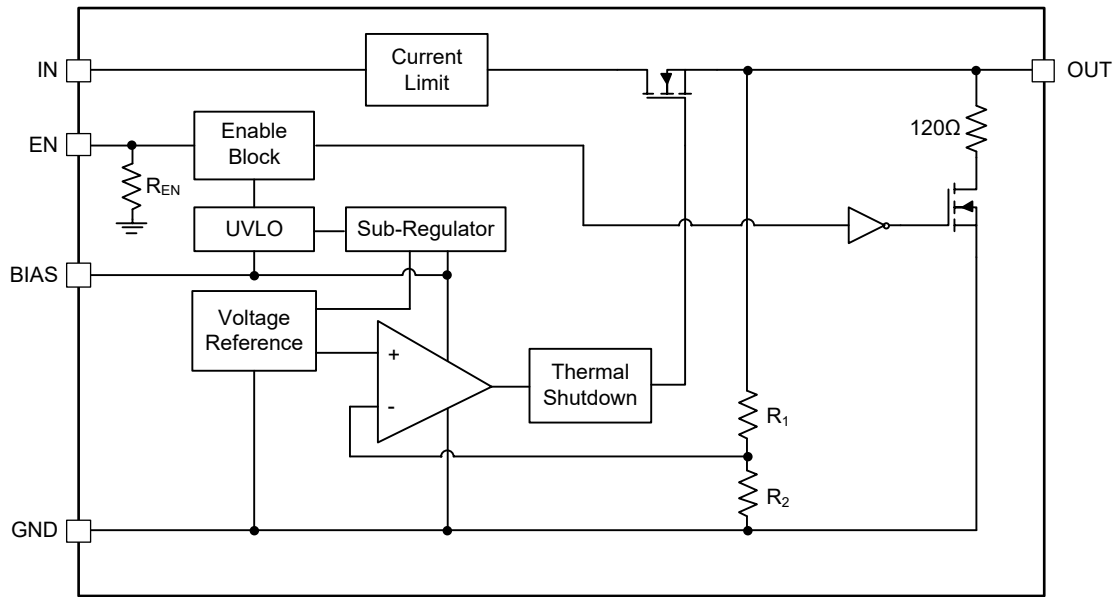 IN
Current
Limit
OUT
EN
Enable
Block
120Ω
R_EN
UVLO
Sub-Regulator
BIAS
Voltage
Reference
+
-
Thermal
Shutdown
R₁
R₂
GND